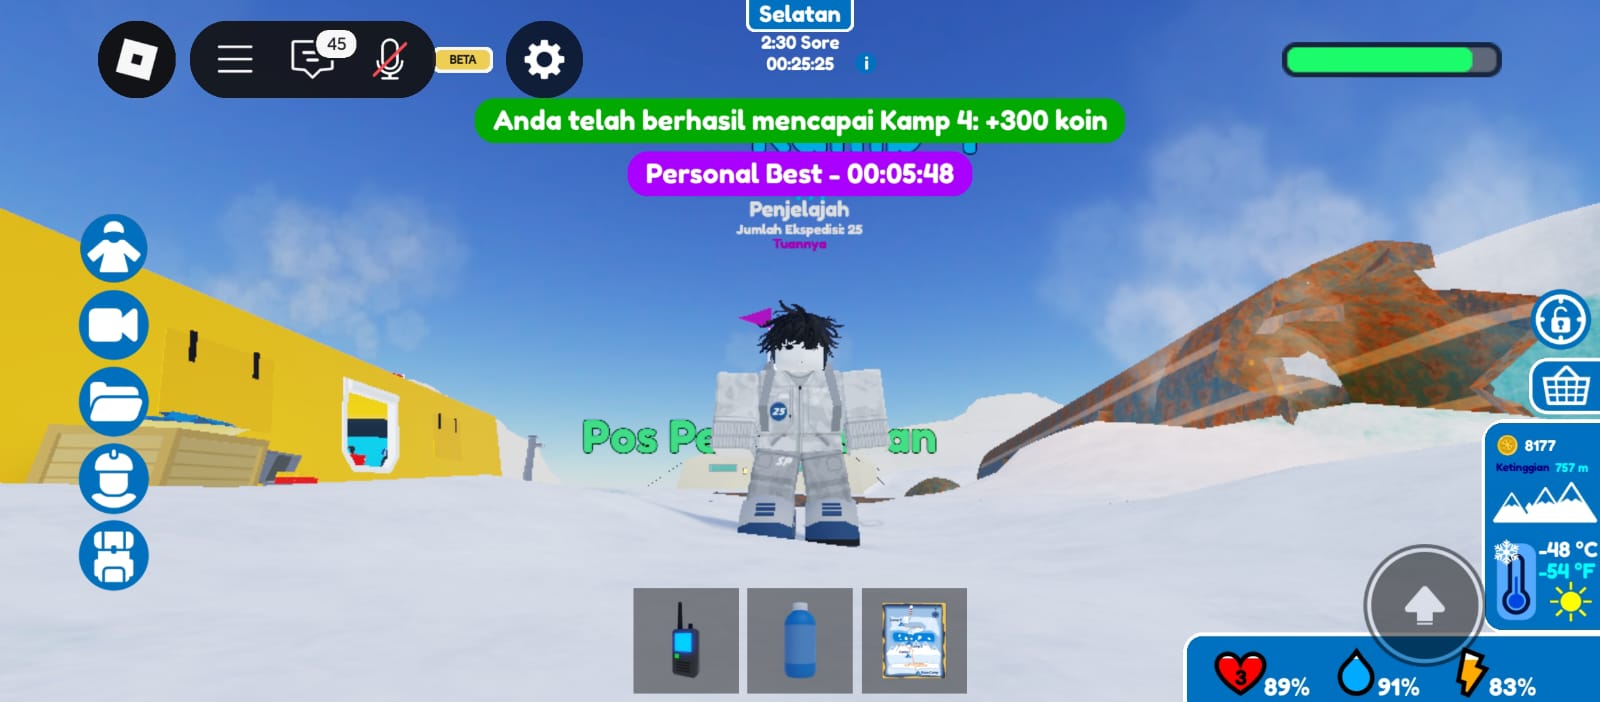 Selatan
2:30 Sore
00:25:25
i
45
BETA
Anda telah berhasil mencapai Kamp 4: +300 koin
Personal Best - 00:05:48
Penjelajah
Jumlah Ekspedisi: 25
Tuannya
25
SP
Pos Pe
an
8177
Ketinggian 757 m
-48 °C
-54 °F
3
89%
91%
83%